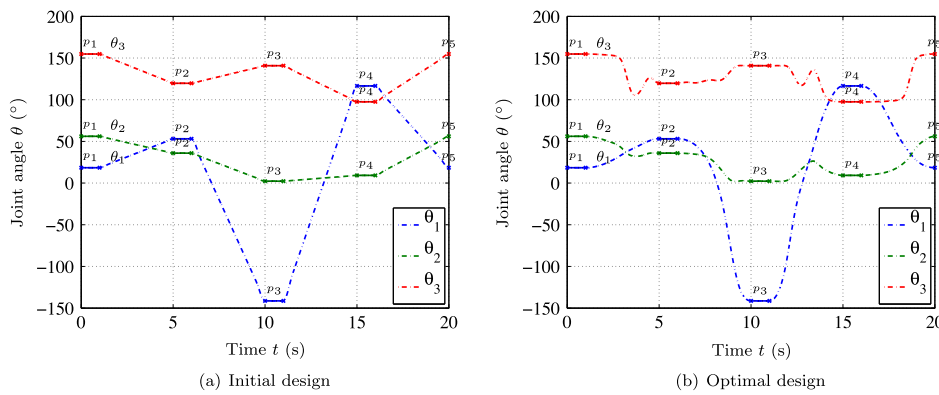 200
150
100
50
0
−50
−100
−150
0 5 10 15 20
Joint angle θ (°)
Time t (s)
p1 θ3
p2
p3
p4
p4
p5
p1 θ2
p2
p2
p1 θ1
p3
p4
p5
p3
θ1
θ2
θ3
(a) Initial design
200
150
100
50
0
−50
−100
−150
0 5 10 15 20
Joint angle θ (°)
Time t (s)
p1 θ3
p2
p3
p4
p4
p5
p1 θ2
p2
p2
p1 θ1
p3
p4
p5
p3
θ1
θ2
θ3
(b) Optimal design